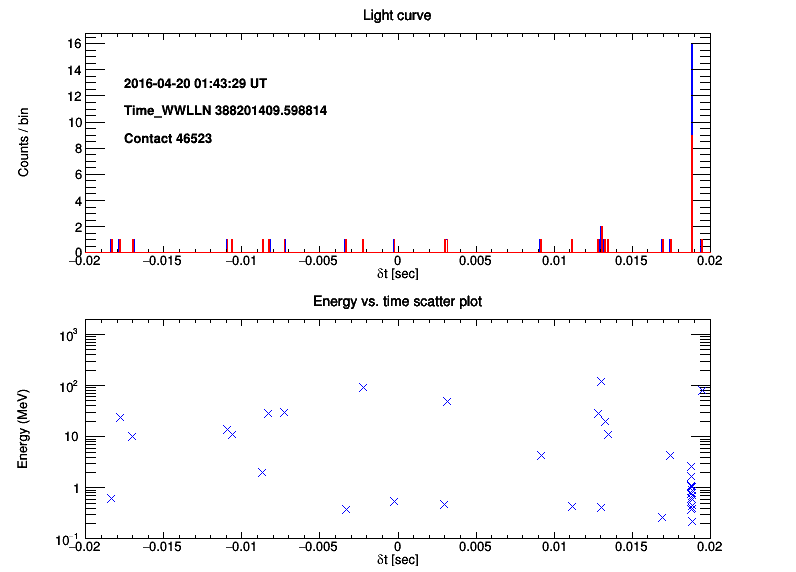 Light curve
Counts / bin
16
14
12
10
8
6
4
2
0
2016-04-20 01:43:29 UT
Time_WWLLN 388201409.598814
Contact 46523
−0.02 −0.015 −0.01 −0.005 0 0.005 0.01 0.015 0.02
δt [sec]
Energy vs. time scatter plot
Energy (MeV)
10³
10²
10
1
10⁻¹
−0.02 −0.015 −0.01 −0.005 0 0.005 0.01 0.015 0.02
δt [sec]